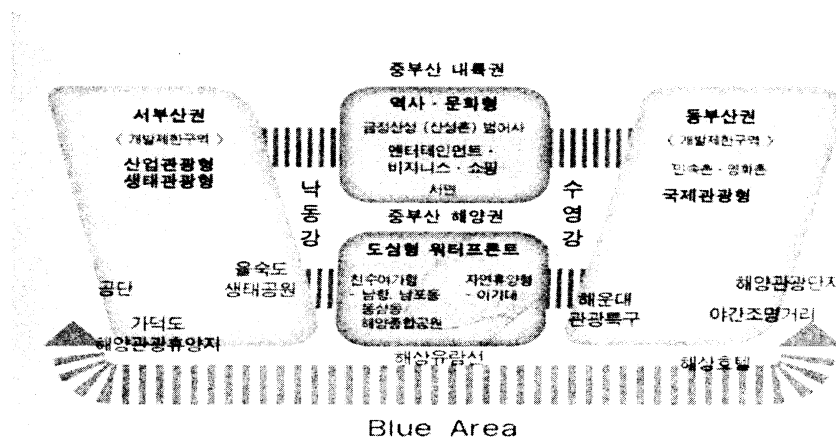 중부산 내륙권
역사 · 문화형
금정산성 (산성촌) 범어사
엔터테인먼트 ·
비지니스 · 쇼핑
서면
서부산권
< 개발제한구역 >
산업관광형
생태관광형
동부산권
< 개발제한구역 >
민속촌 · 영화촌
국제관광형
낙동강
수영강
중부산 해양권
도심형 워터프론트
친수여가형
- 남항, 남포동
동삼동
해양종합공원
자연휴양형
- 이기대
공단
을숙도
생태공원
가덕도
해양관광휴양지
해운대
관광특구
해양관광단지
야간조명거리
해상유람선
해상호텔
Blue Area